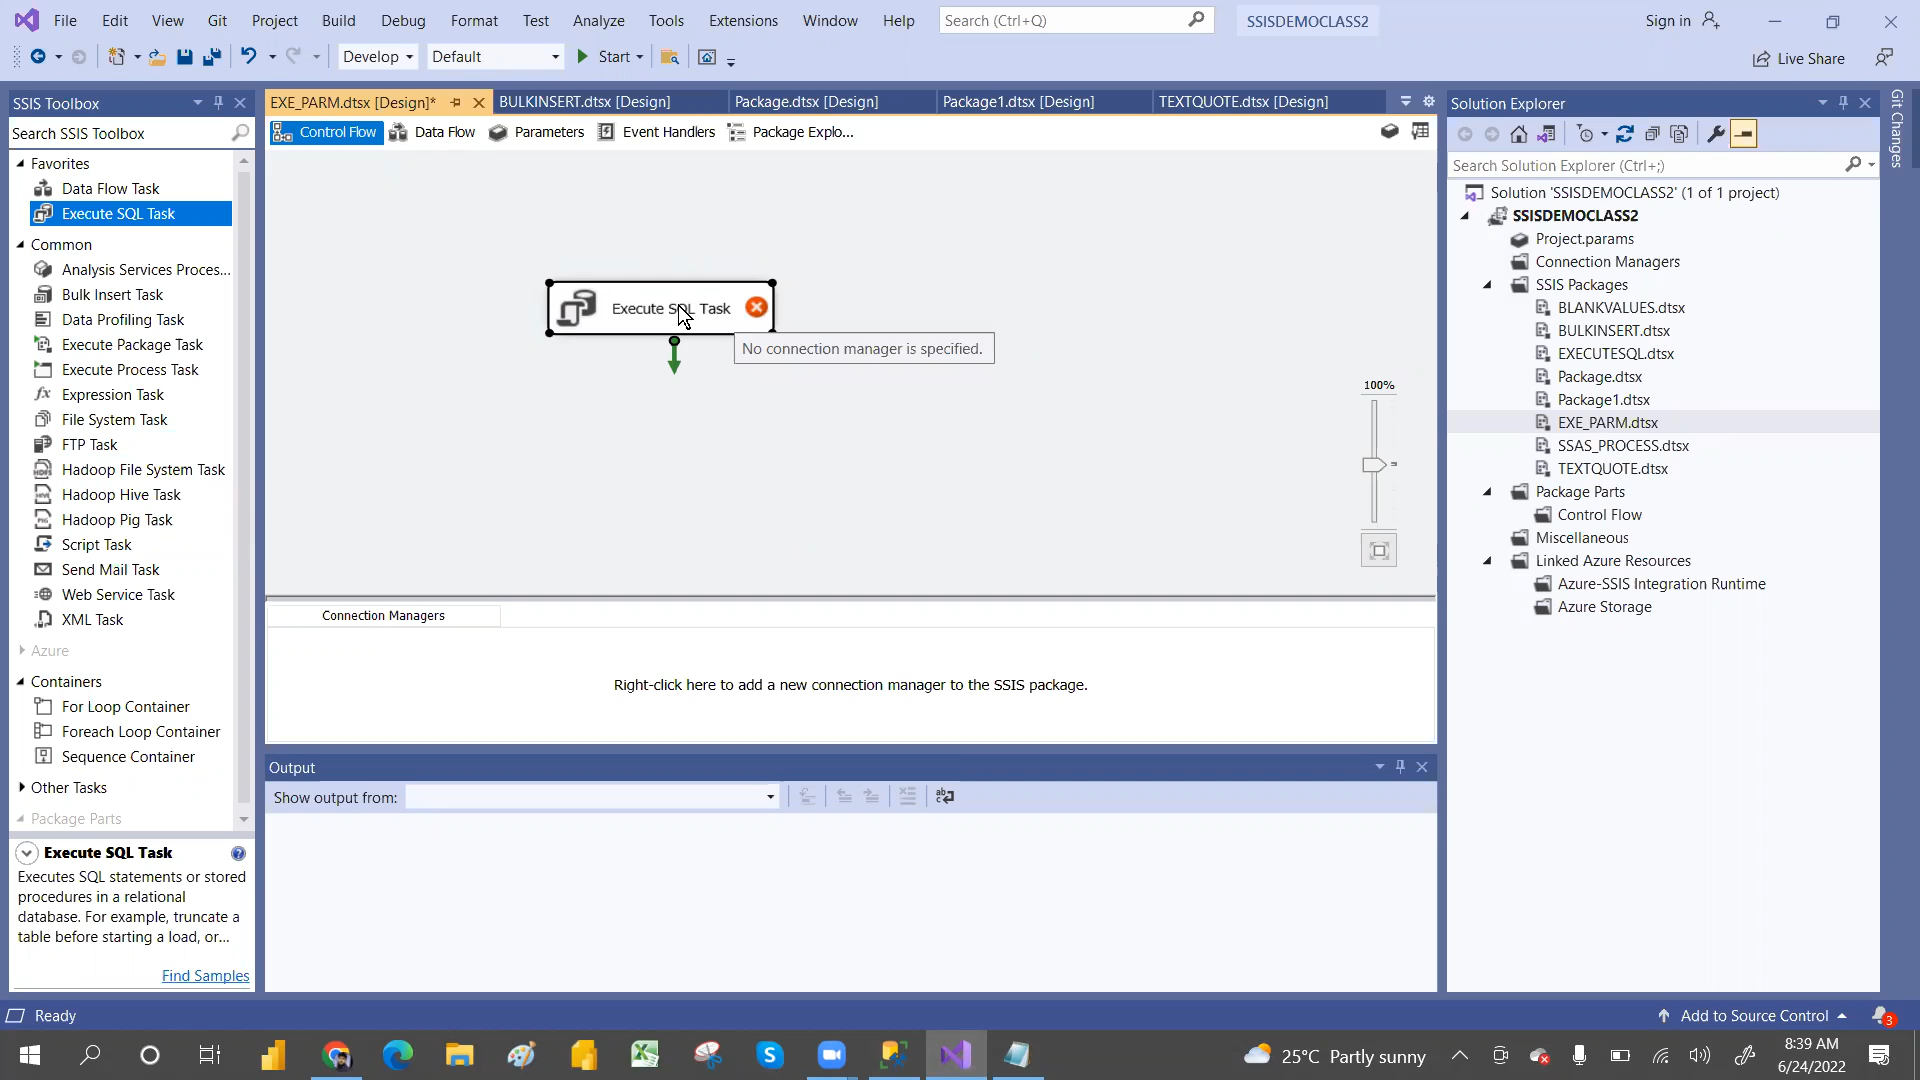 File Edit View Git Project Build Debug Format Test Analyze Tools Extensions Window Help Search (Ctrl+Q) SSISDEMOCLASS2 Sign in
Develop Default Start Live Share
SSIS Toolbox
Search SSIS Toolbox
Favorites
Data Flow Task
Execute SQL Task
Common
Analysis Services Proces...
Bulk Insert Task
Data Profiling Task
Execute Package Task
Execute Process Task
Expression Task
File System Task
FTP Task
Hadoop File System Task
Hadoop Hive Task
Hadoop Pig Task
Script Task
Send Mail Task
Web Service Task
XML Task
Azure
Containers
For Loop Container
Foreach Loop Container
Sequence Container
Other Tasks
Package Parts
Execute SQL Task
Executes SQL statements or stored
procedures in a relational
database. For example, truncate a
table before starting a load, or...
Find Samples
EXE_PARM.dtsx [Design]* BULKINSERT.dtsx [Design] Package.dtsx [Design] Package1.dtsx [Design] TEXTQUOTE.dtsx [Design]
Control Flow Data Flow Parameters Event Handlers Package Explo...
Execute SQL Task
No connection manager is specified.
100%
Connection Managers
Right-click here to add a new connection manager to the SSIS package.
Output
Show output from:
Solution Explorer
Search Solution Explorer (Ctrl+;)
Solution 'SSISDEMOCLASS2' (1 of 1 project)
SSISDEMOCLASS2
Project.params
Connection Managers
SSIS Packages
BLANKVALUES.dtsx
BULKINSERT.dtsx
EXECUTESQL.dtsx
Package.dtsx
Package1.dtsx
EXE_PARM.dtsx
SSAS_PROCESS.dtsx
TEXTQUOTE.dtsx
Package Parts
Control Flow
Miscellaneous
Linked Azure Resources
Azure-SSIS Integration Runtime
Azure Storage
Git Changes
Ready Add to Source Control 3
25°C Partly sunny
8:39 AM
6/24/2022